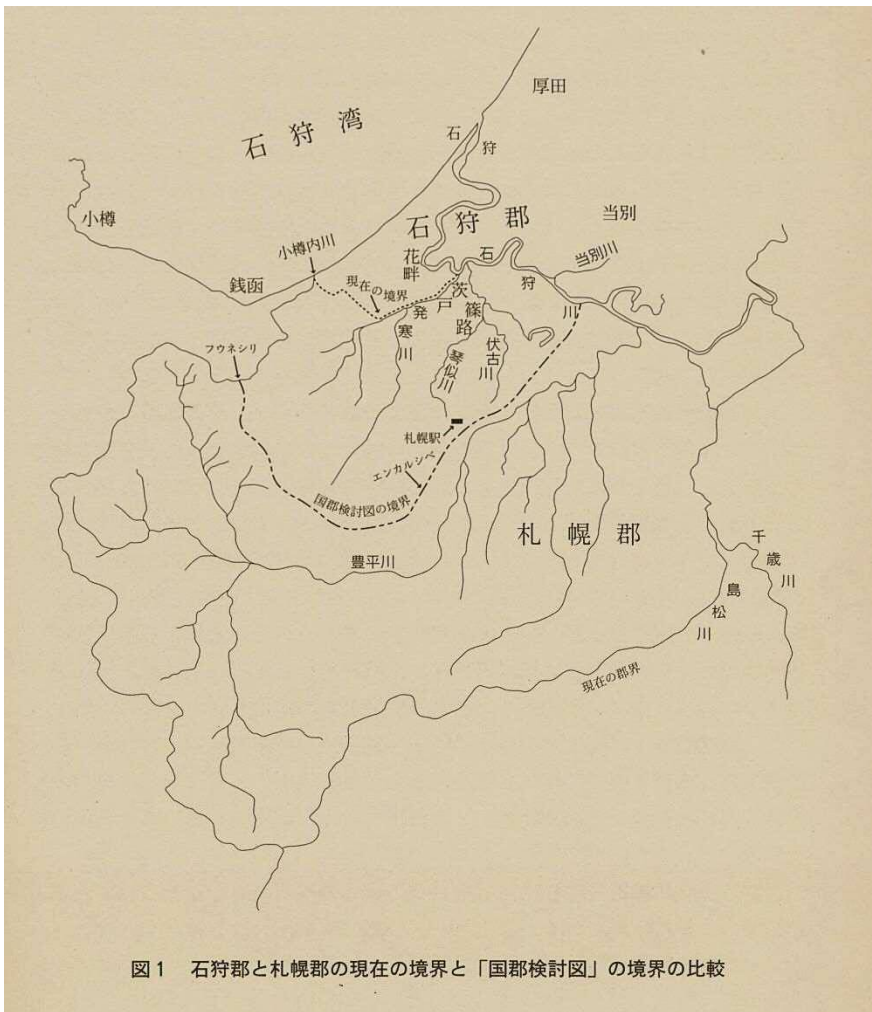 厚田
石狩湾
石狩
小樽
石狩郡
当別
小樽内川
花畔
石狩川
当別川
銭函
現在の境界
茨戸
発寒川
篠路
フウネシリ
琴似川
伏古川
札幌駅
エンカルシベ
国郡検討図の境界
札幌郡
豊平川
千歳川
島松川
現在の郡界
図1 石狩郡と札幌郡の現在の境界と「国郡検討図」の境界の比較